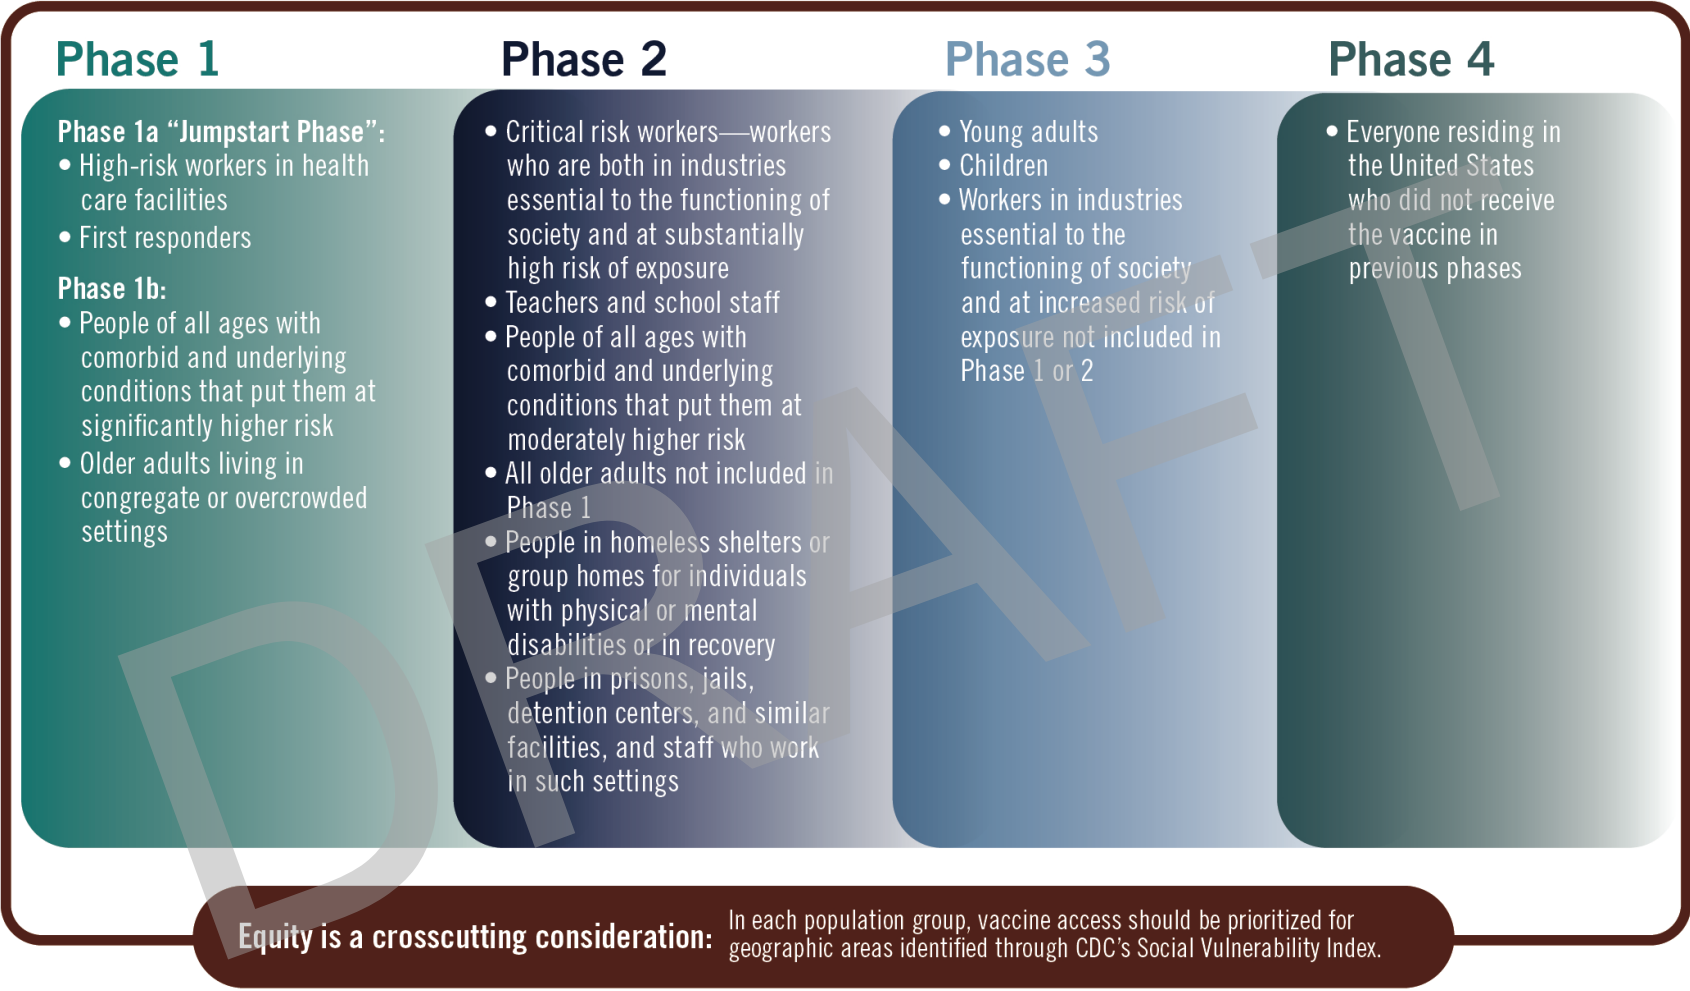 Phase 1
Phase 1a “Jumpstart Phase”:
• High-risk workers in health
care facilities
• First responders
Phase 1b:
• People of all ages with
comorbid and underlying
conditions that put them at
significantly higher risk
• Older adults living in
congregate or overcrowded
settings
Phase 2
• Critical risk workers—workers
who are both in industries
essential to the functioning of
society and at substantially
high risk of exposure
• Teachers and school staff
• People of all ages with
comorbid and underlying
conditions that put them at
moderately higher risk
• All older adults not included in
Phase 1
• People in homeless shelters or
group homes for individuals
with physical or mental
disabilities or in recovery
• People in prisons, jails,
detention centers, and similar
facilities, and staff who work
in such settings
Phase 3
• Young adults
• Children
• Workers in industries
essential to the
functioning of society
and at increased risk of
exposure not included in
Phase 1 or 2
Phase 4
• Everyone residing in
the United States
who did not receive
the vaccine in
previous phases
DRAFT
Equity is a crosscutting consideration:
In each population group, vaccine access should be prioritized for
geographic areas identified through CDC’s Social Vulnerability Index.